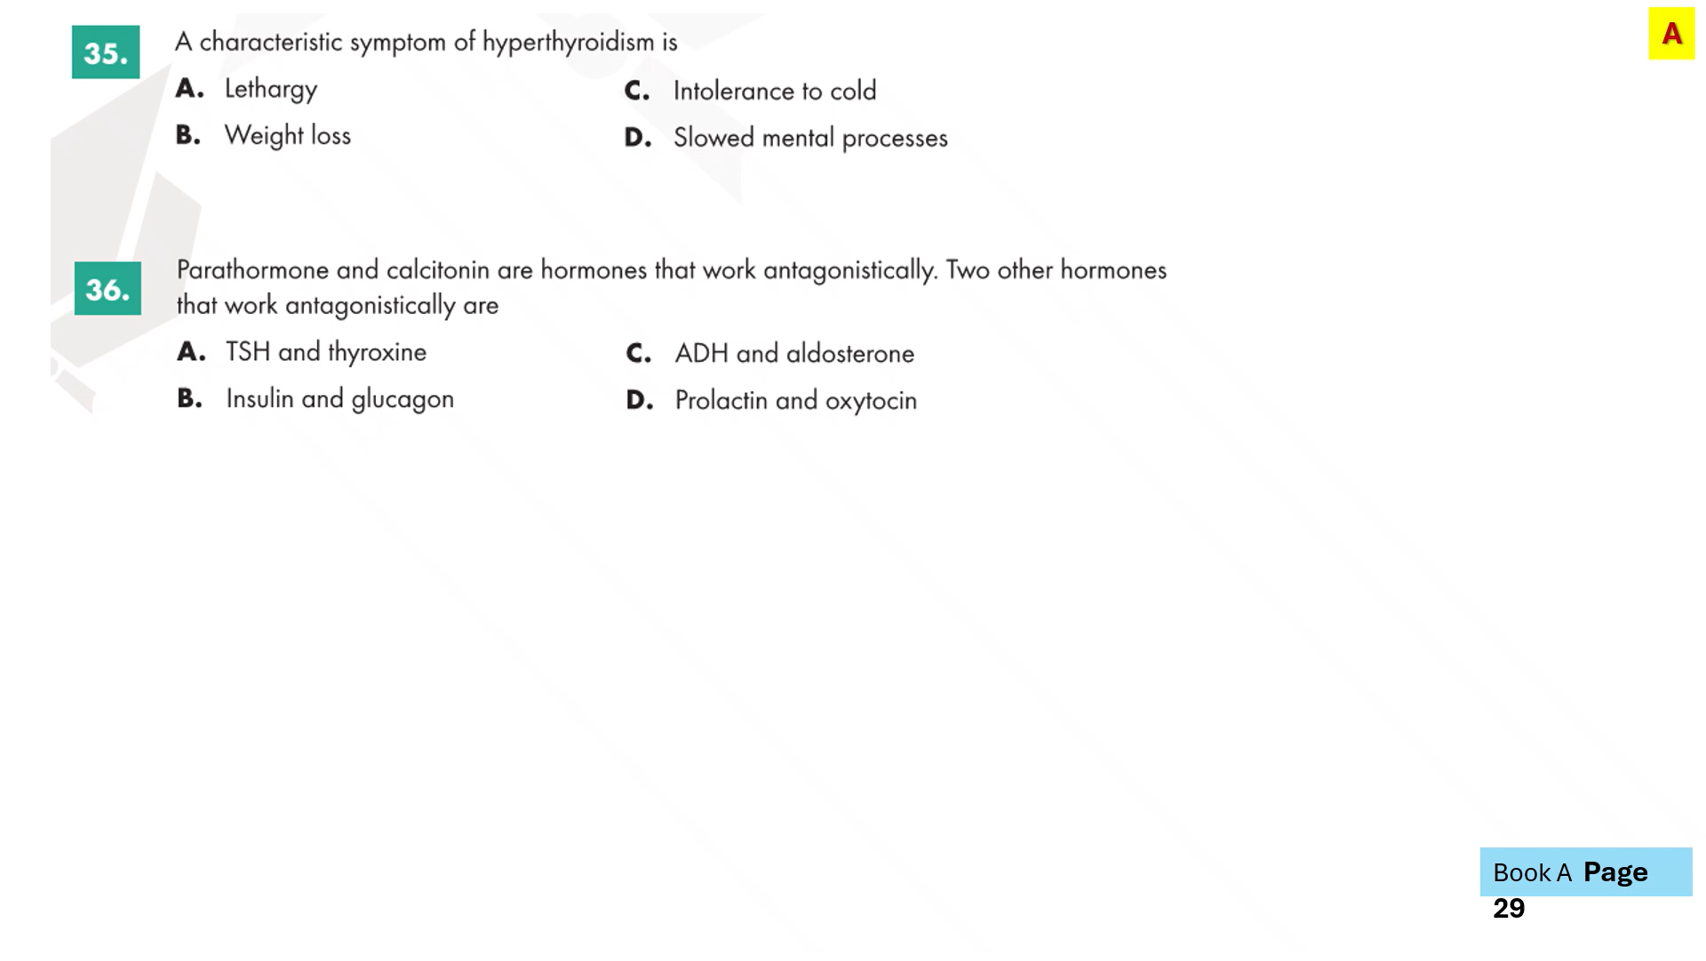 A
35. A characteristic symptom of hyperthyroidism is
A. Lethargy
B. Weight loss
C. Intolerance to cold
D. Slowed mental processes
36. Parathormone and calcitonin are hormones that work antagonistically. Two other hormones
that work antagonistically are
A. TSH and thyroxine
B. Insulin and glucagon
C. ADH and aldosterone
D. Prolactin and oxytocin
Book A Page
29